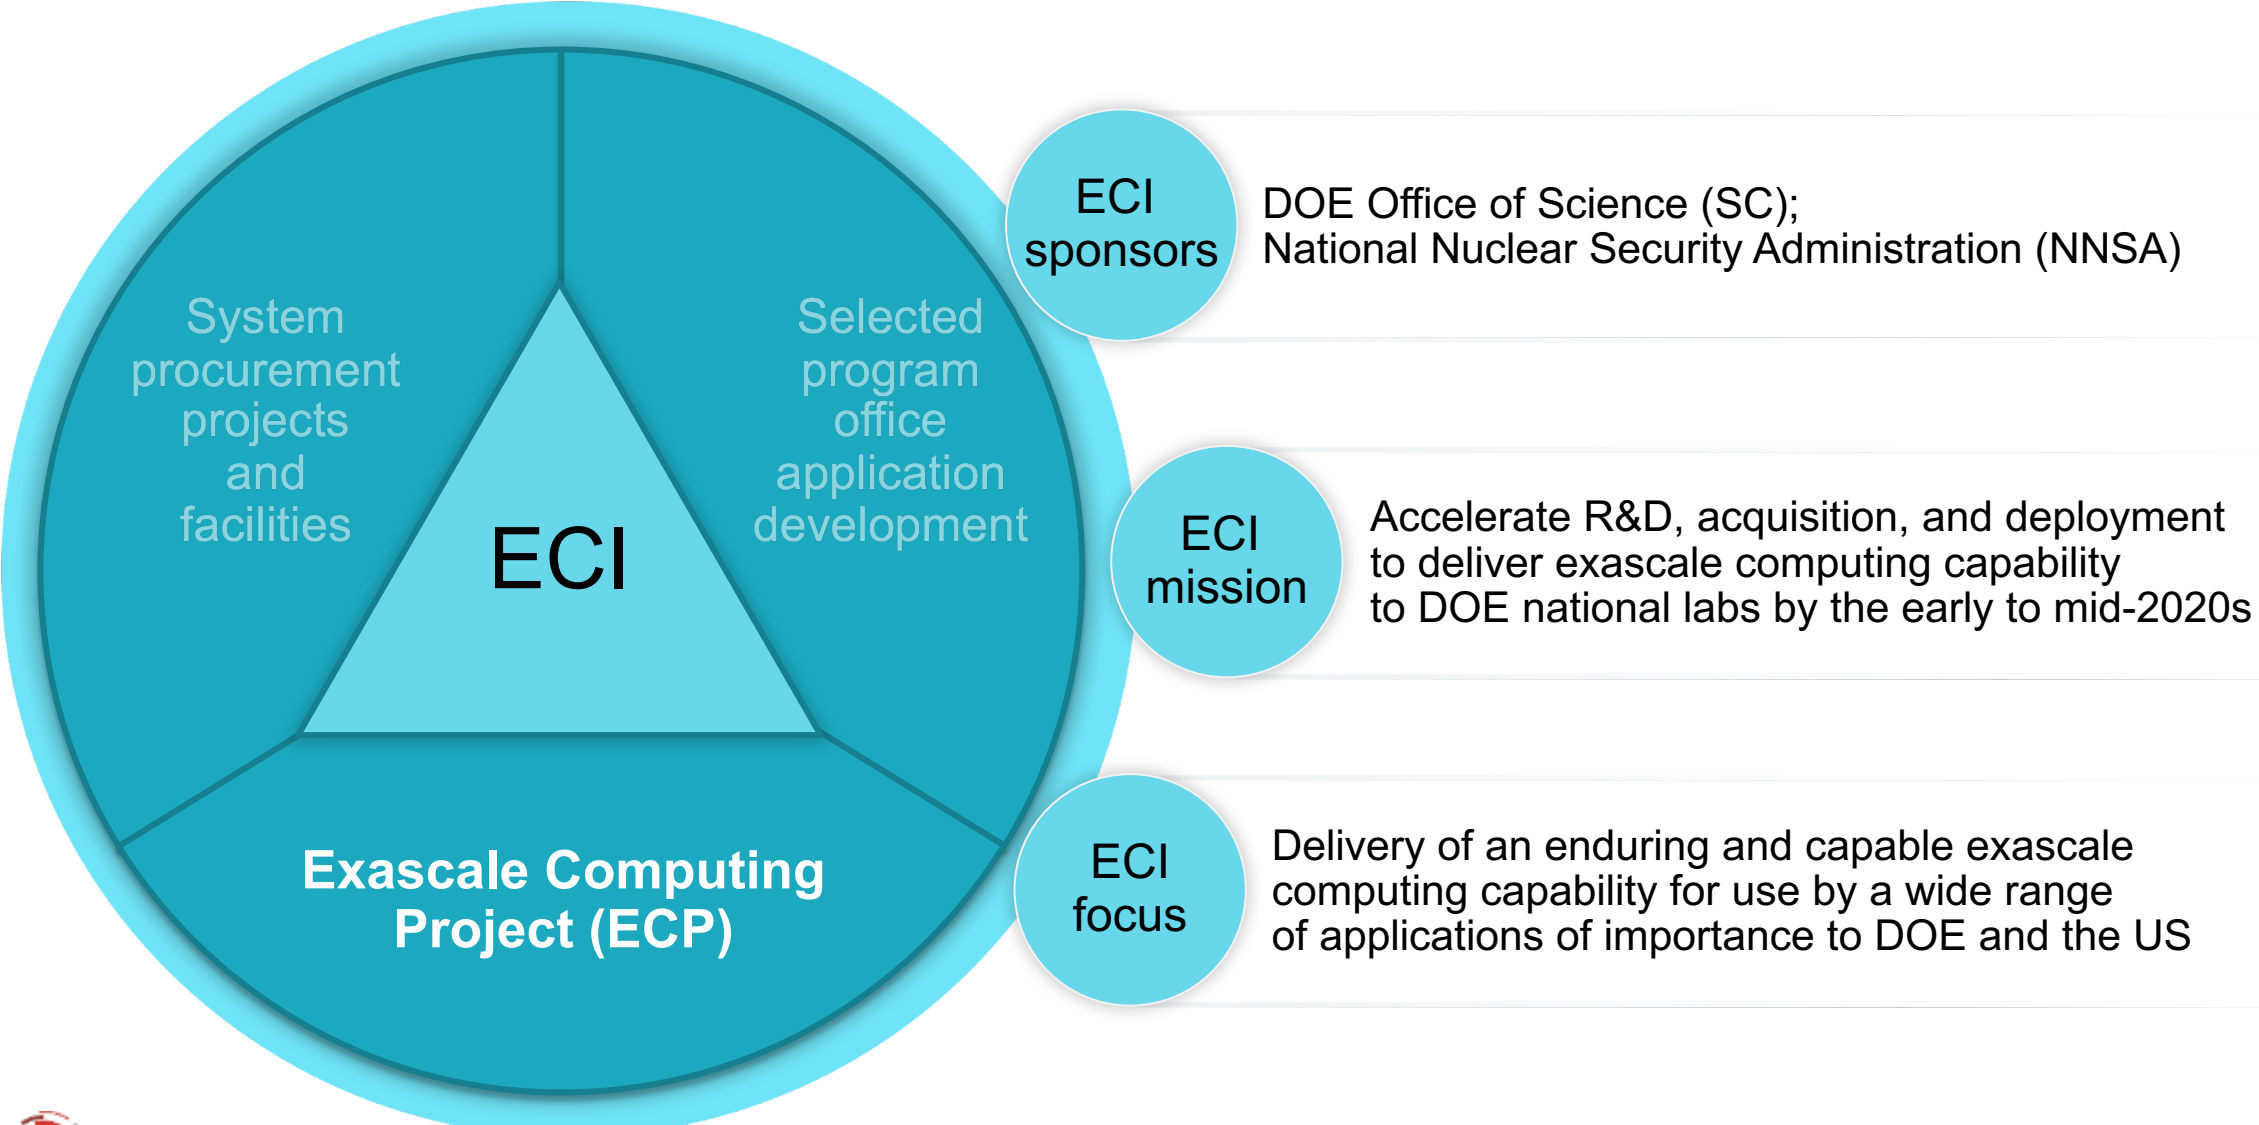 System
procurement
projects
and
facilities
Selected
program
office
application
development
ECI
Exascale Computing
Project (ECP)
ECI
sponsors
DOE Office of Science (SC);
National Nuclear Security Administration (NNSA)
ECI
mission
Accelerate R&D, acquisition, and deployment
to deliver exascale computing capability
to DOE national labs by the early to mid-2020s
ECI
focus
Delivery of an enduring and capable exascale
computing capability for use by a wide range
of applications of importance to DOE and the US